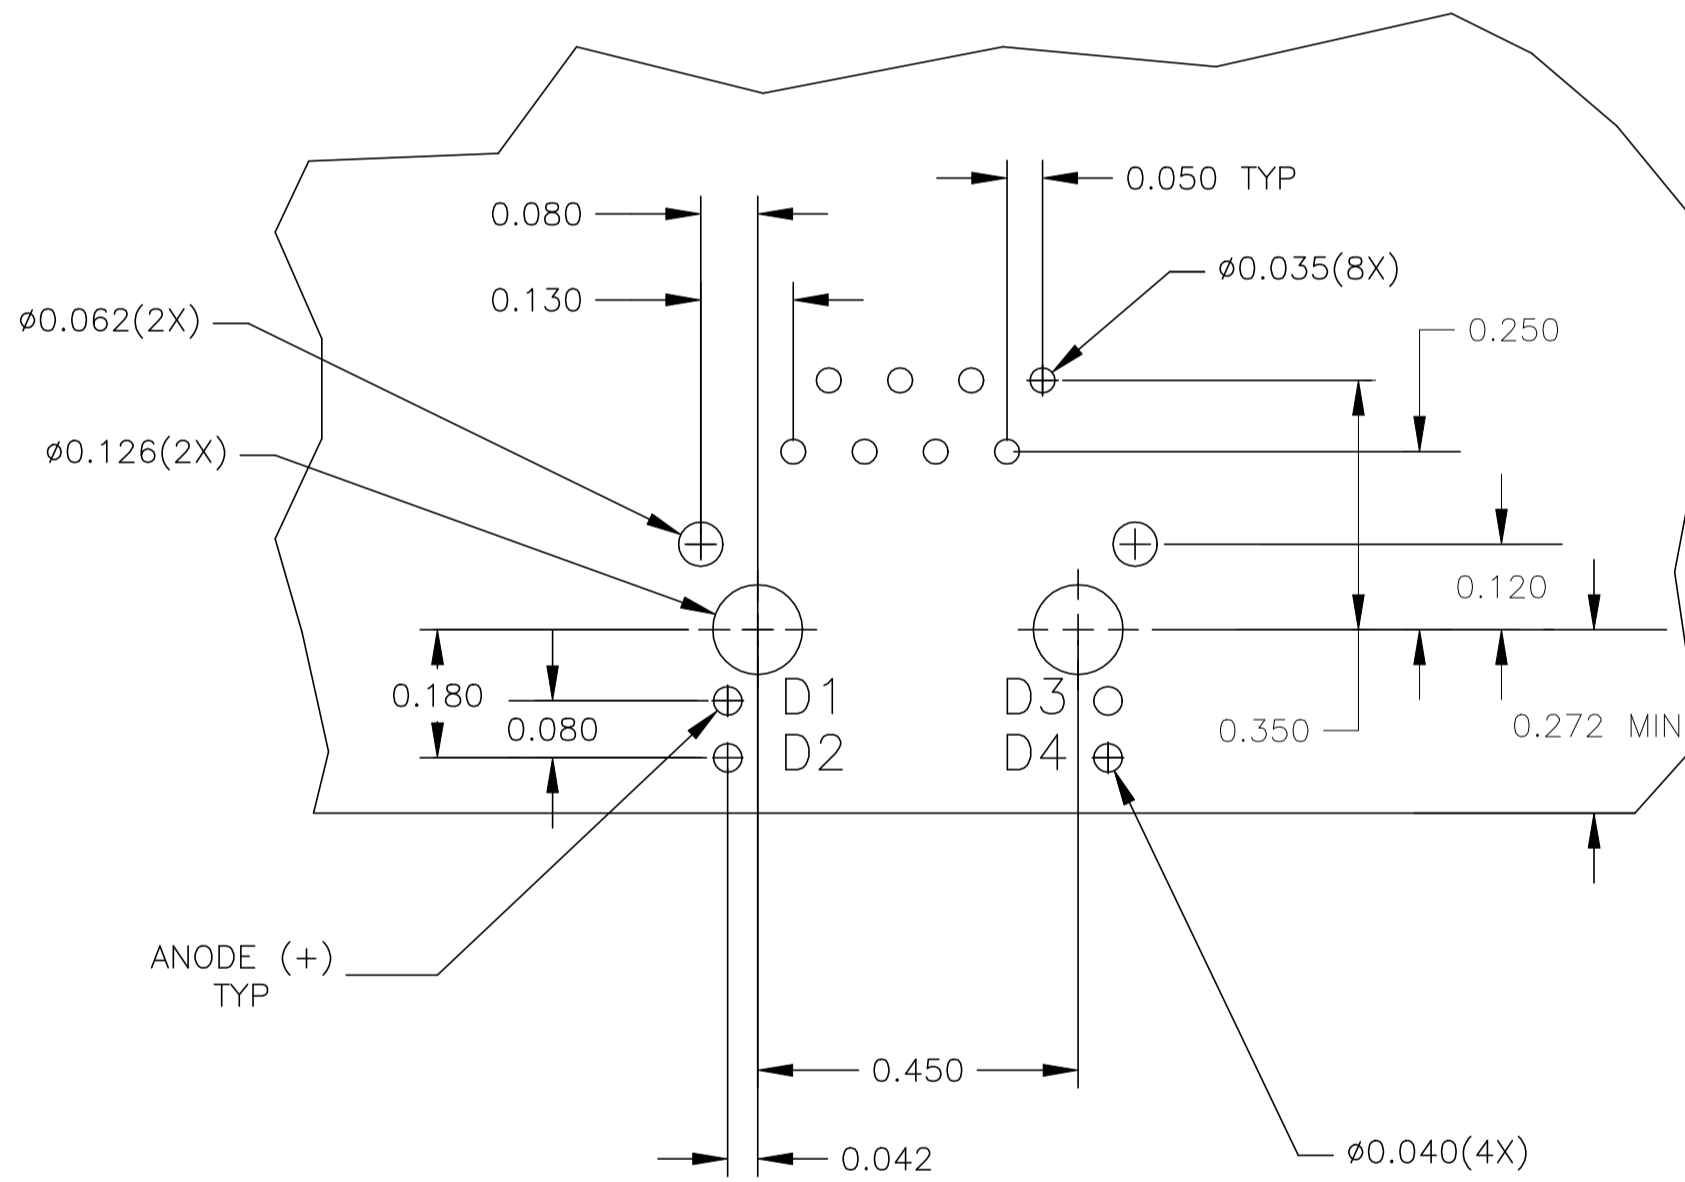 0.050 TYP
0.080
ø0.035(8X)
0.130
ø0.062(2X)
0.250
ø0.126(2X)
0.120
0.180
D1
D3
0.080
0.350
0.272 MIN
D2
D4
ANODE (+)
TYP
0.450
0.042
ø0.040(4X)